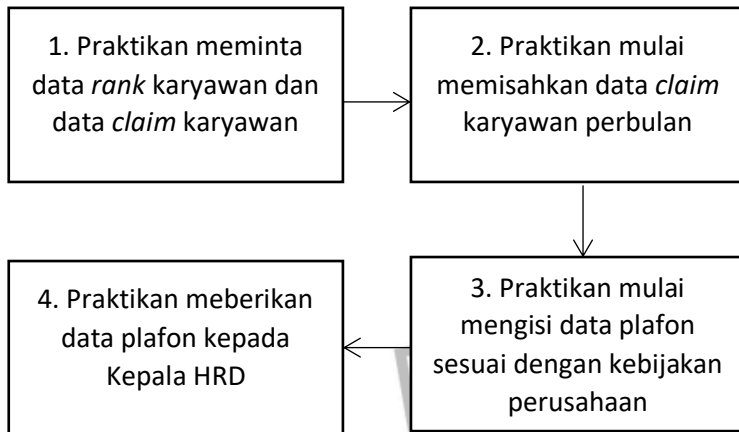 1. Praktikan meminta
data rank karyawan dan
data claim karyawan
2. Praktikan mulai
memisahkan data claim
karyawan perbulan
3. Praktikan mulai
mengisi data plafon
sesuai dengan kebijakan
perusahaan
4. Praktikan meberikan
data plafon kepada
Kepala HRD